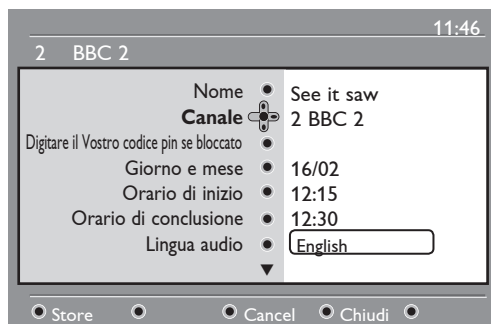 11:46
2 BBC 2
Nome See it saw
Canale 2 BBC 2
Digitare il Vostro codice pin se bloccato
Giorno e mese 16/02
Orario di inizio 12:15
Orario di conclusione 12:30
Lingua audio English
Store Cancel Chiudi